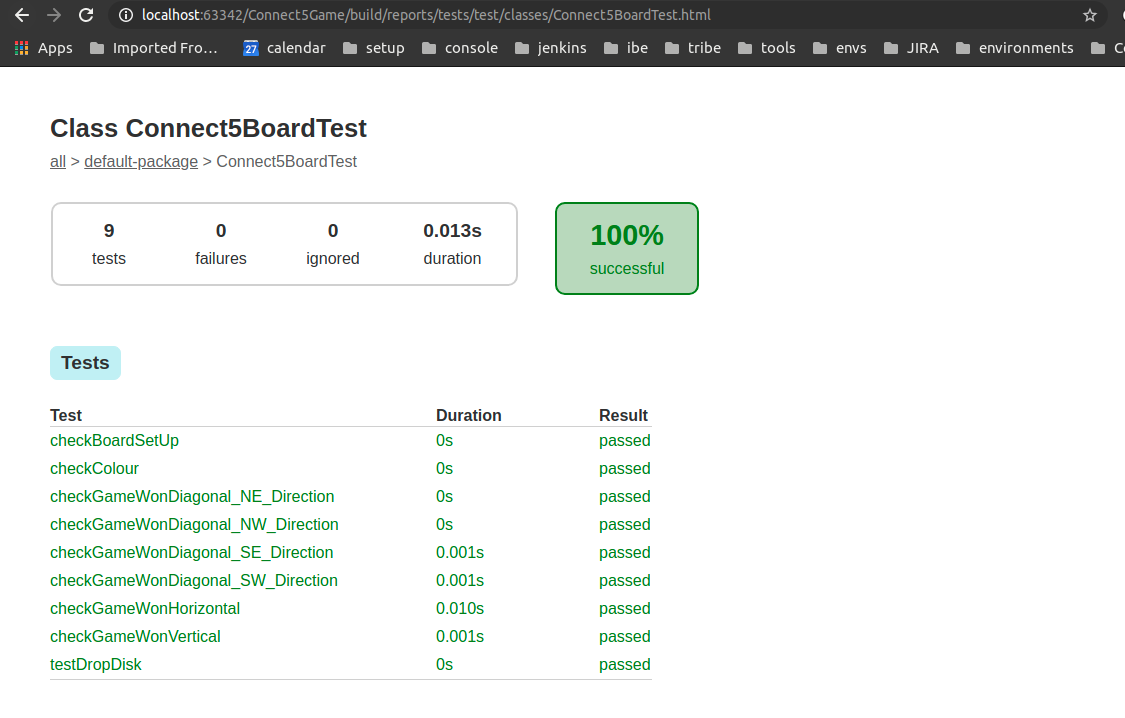 localhost:63342/Connect5Game/build/reports/tests/test/classes/Connect5BoardTest.html
Apps Imported Fro... 27 calendar setup console jenkins ibe tribe tools envs JIRA environments
Class Connect5BoardTest
all > default-package > Connect5BoardTest
9 0 0 0.013s
tests failures ignored duration
100%
successful
Tests
Test Duration Result
checkBoardSetUp 0s passed
checkColour 0s passed
checkGameWonDiagonal_NE_Direction 0s passed
checkGameWonDiagonal_NW_Direction 0s passed
checkGameWonDiagonal_SE_Direction 0.001s passed
checkGameWonDiagonal_SW_Direction 0.001s passed
checkGameWonHorizontal 0.010s passed
checkGameWonVertical 0.001s passed
testDropDisk 0s passed